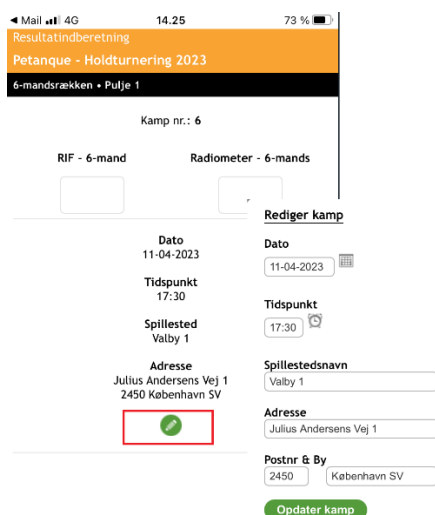 Mail 4G 14.25 73 %
Resultatindberetning
Petanque - Holdturnering 2023
6-mandsrækken • Pulje 1
Kamp nr.: 6
RIF - 6-mand Radiometer - 6-mands
Dato
11-04-2023
Tidspunkt
17:30
Spillested
Valby 1
Adresse
Julius Andersens Vej 1
2450 København SV
Rediger kamp
Dato
11-04-2023
Tidspunkt
17:30
Spillestedsnavn
Valby 1
Adresse
Julius Andersens Vej 1
Postnr & By
2450 København SV
Opdater kamp